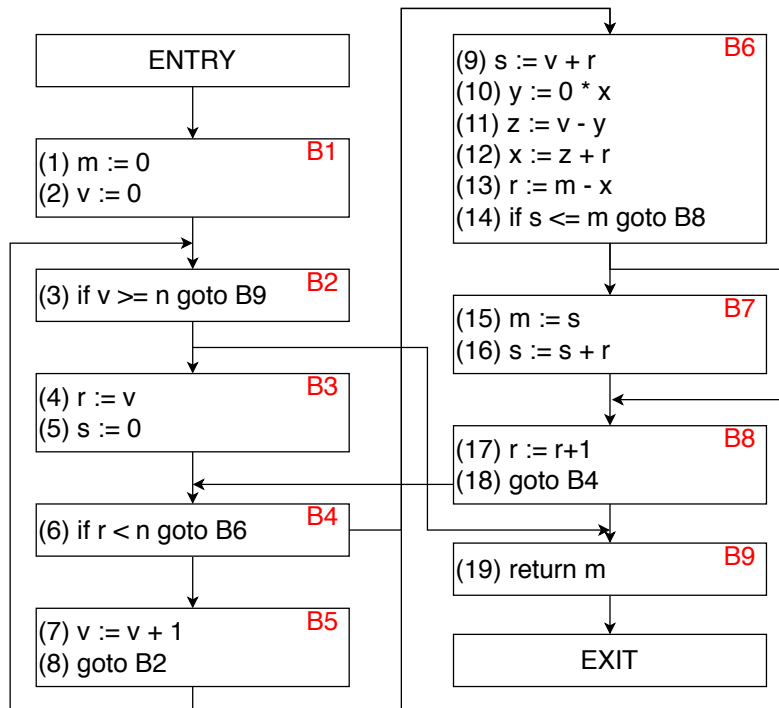 ENTRY
B1
(1) m := 0
(2) v := 0
B2
(3) if v >= n goto B9
B3
(4) r := v
(5) s := 0
B4
(6) if r < n goto B6
B5
(7) v := v + 1
(8) goto B2
B6
(9) s := v + r
(10) y := 0 * x
(11) z := v - y
(12) x := z + r
(13) r := m - x
(14) if s <= m goto B8
B7
(15) m := s
(16) s := s + r
B8
(17) r := r+1
(18) goto B4
B9
(19) return m
EXIT